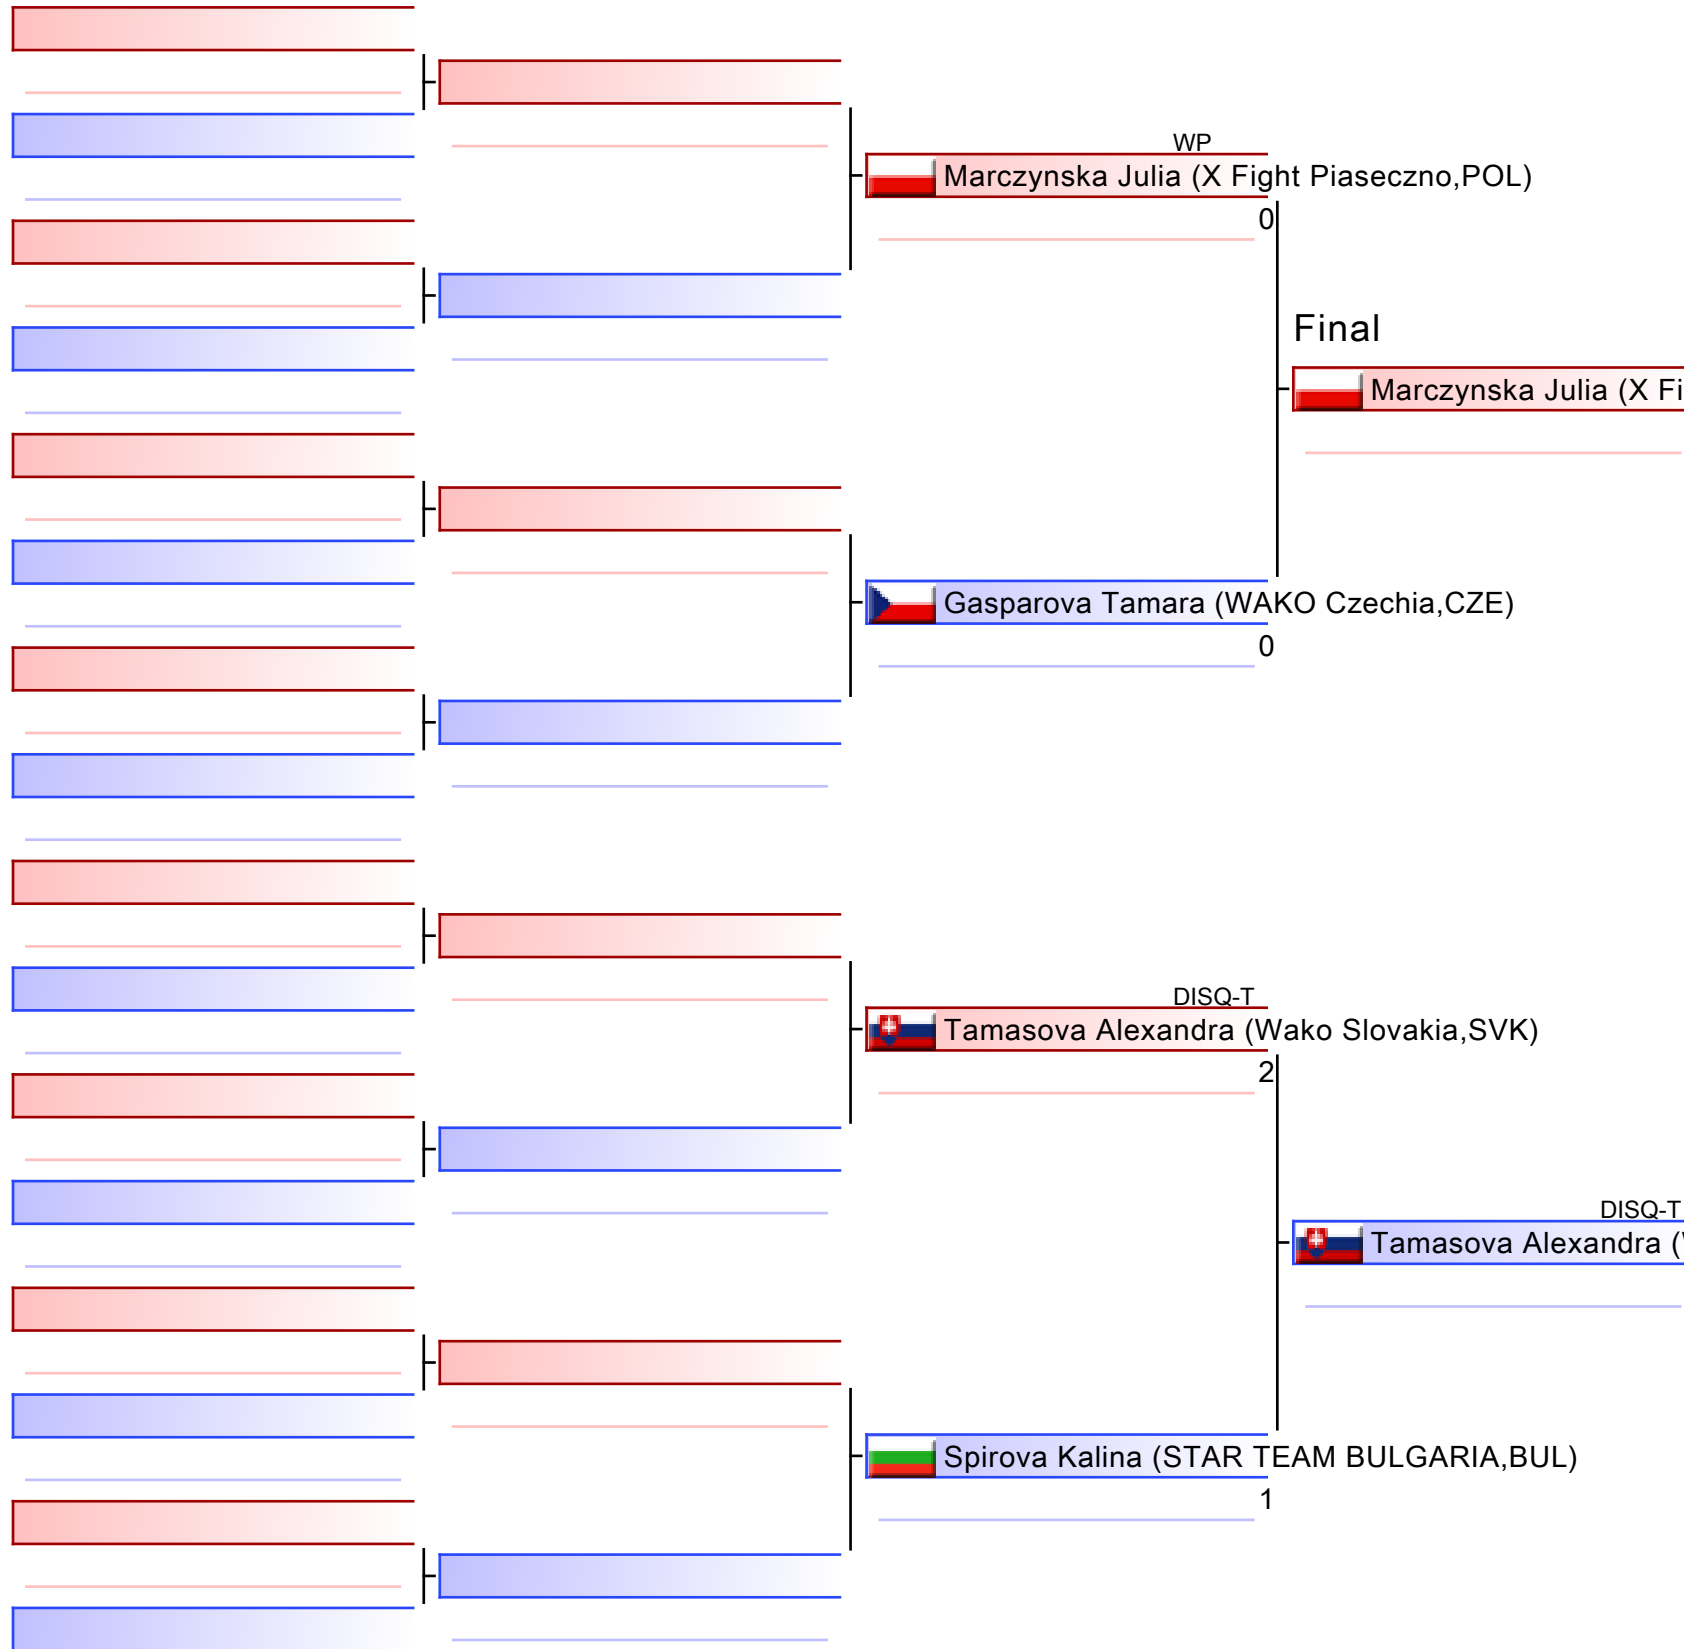 WP
Marczynska Julia (X Fight Piaseczno,POL)
0
Final
Marczynska Julia (X Fi
Gasparova Tamara (WAKO Czechia,CZE)
0
DISQ-T
Tamasova Alexandra (Wako Slovakia,SVK)
2
DISQ-T
Tamasova Alexandra (
Spirova Kalina (STAR TEAM BULGARIA,BUL)
1